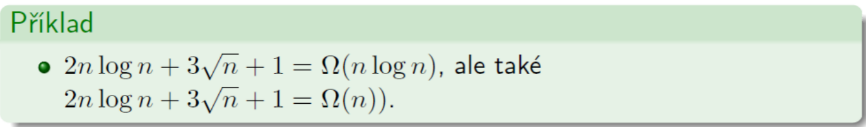 Příklad
2n log n + 3√n + 1 = Ω(n log n), ale také
2n log n + 3√n + 1 = Ω(n)).